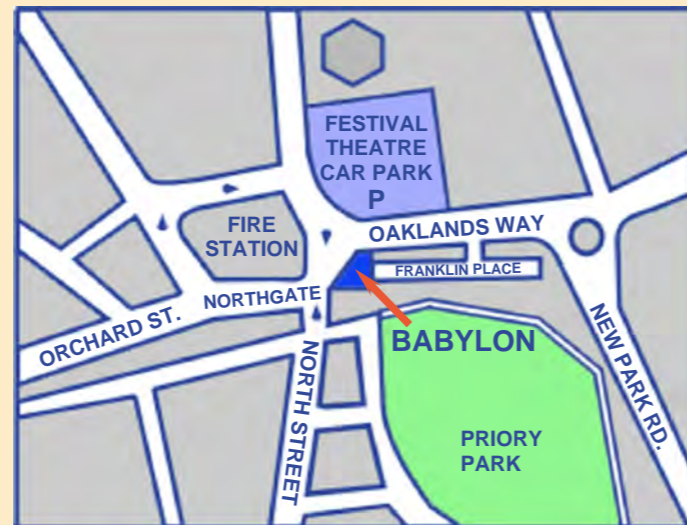 FESTIVAL
THEATRE
CAR PARK
P
FIRE
STATION
OAKLANDS WAY
FRANKLIN PLACE
NORTHGATE
ORCHARD ST.
BABYLON
NEW PARK RD.
NORTH STREET
PRIORY
PARK